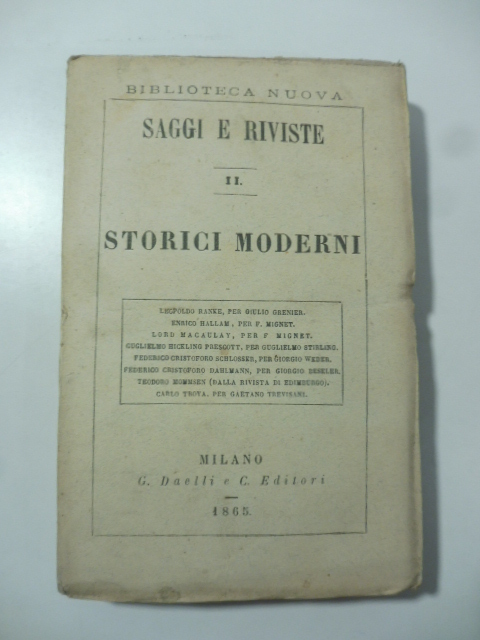 BIBLIOTECA NUOVA
SAGGI E RIVISTE
II.
STORICI MODERNI
LEOPOLDO RANKE, PER GIULIO GRENIER.
ENRICO HALLAM, PER F. MIGNET.
LORD MACAULAY, PER F MIGNET.
GUGLIELMO HICKLING PRESCOTT, PER GUGLIELMO STIRLING.
FEDERICO CRISTOFORO SCHLOSSER, PER GIORGIO WEBER.
FEDERICO CRISTOFORO DAHLMANN, PER GIORGIO BESELER.
TEODORO MOMMSEN (DALLA RIVISTA DI EDIMBURGO).
CARLO TROYA, PER GAETANO TREVISANI.
MILANO
G. Daelli e C. Editori
1865.